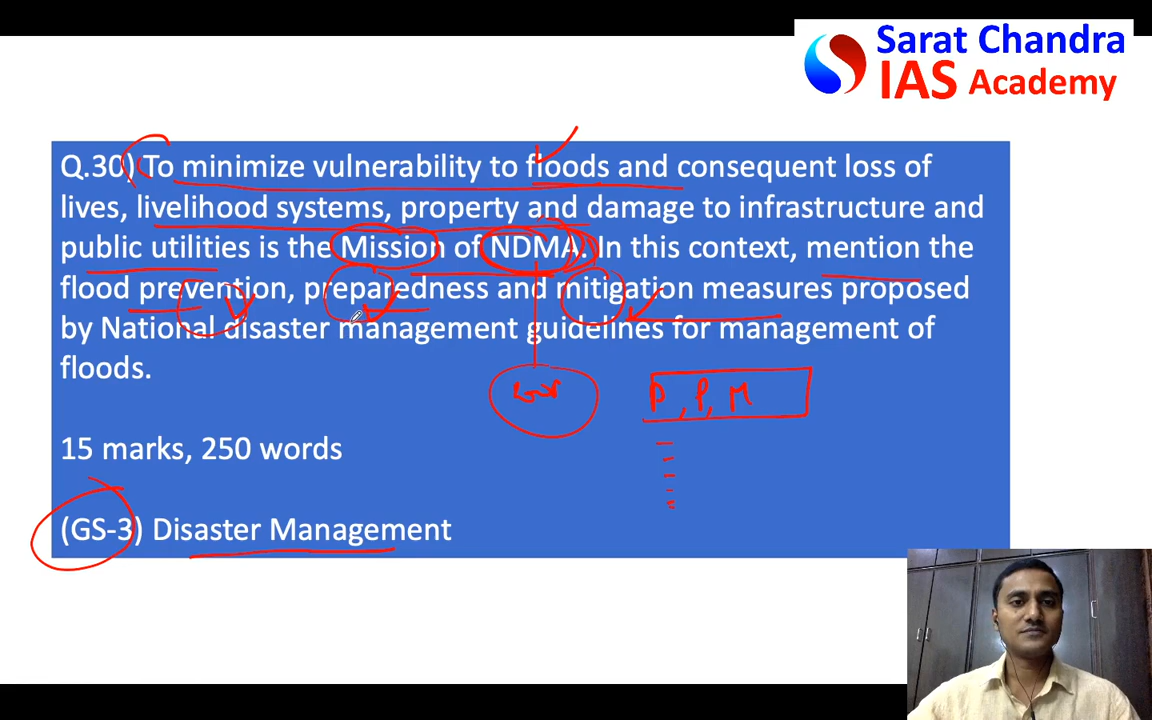 Sarat Chandra
IAS Academy
Q.30) To minimize vulnerability to floods and consequent loss of
lives, livelihood systems, property and damage to infrastructure and
public utilities is the Mission of NDMA. In this context, mention the
flood prevention, preparedness and mitigation measures proposed
by National disaster management guidelines for management of
floods.
P, P, M
15 marks, 250 words
(GS-3) Disaster Management